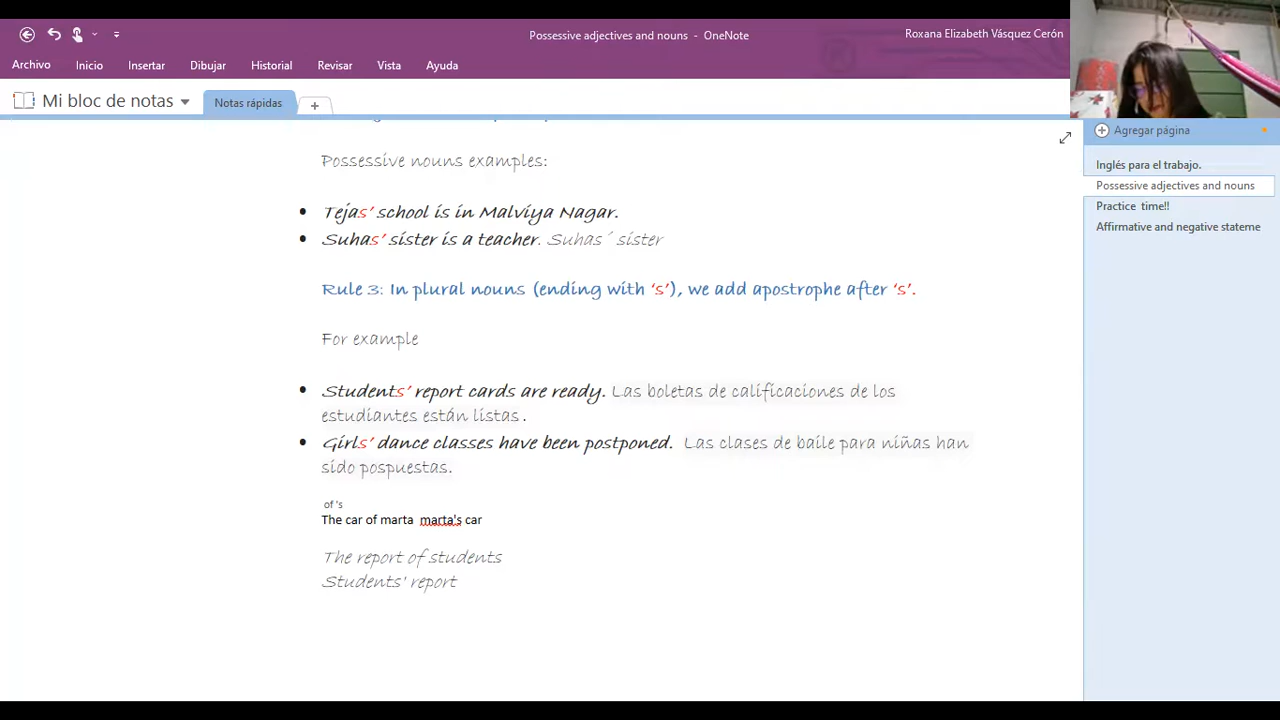 Possessive adjectives and nouns - OneNote
Roxana Elizabeth Vásquez Cerón
Archivo Inicio Insertar Dibujar Historial Revisar Vista Ayuda
Mi bloc de notas Notas rápidas
Agregar página
Inglés para el trabajo.
Possessive adjectives and nouns
Practice time!!
Affirmative and negative stateme
Possessive nouns examples:
• Tejas’ school is in Malviya Nagar.
• Suhas’ sister is a teacher. Suhas´ sister
Rule 3: In plural nouns (ending with ‘s’), we add apostrophe after ‘s’.
For example
• Students’ report cards are ready. Las boletas de calificaciones de los
estudiantes están listas .
• Girls’ dance classes have been postponed. Las clases de baile para niñas han
sido pospuestas.
of 's
The car of marta marta's car
The report of students
Students' report